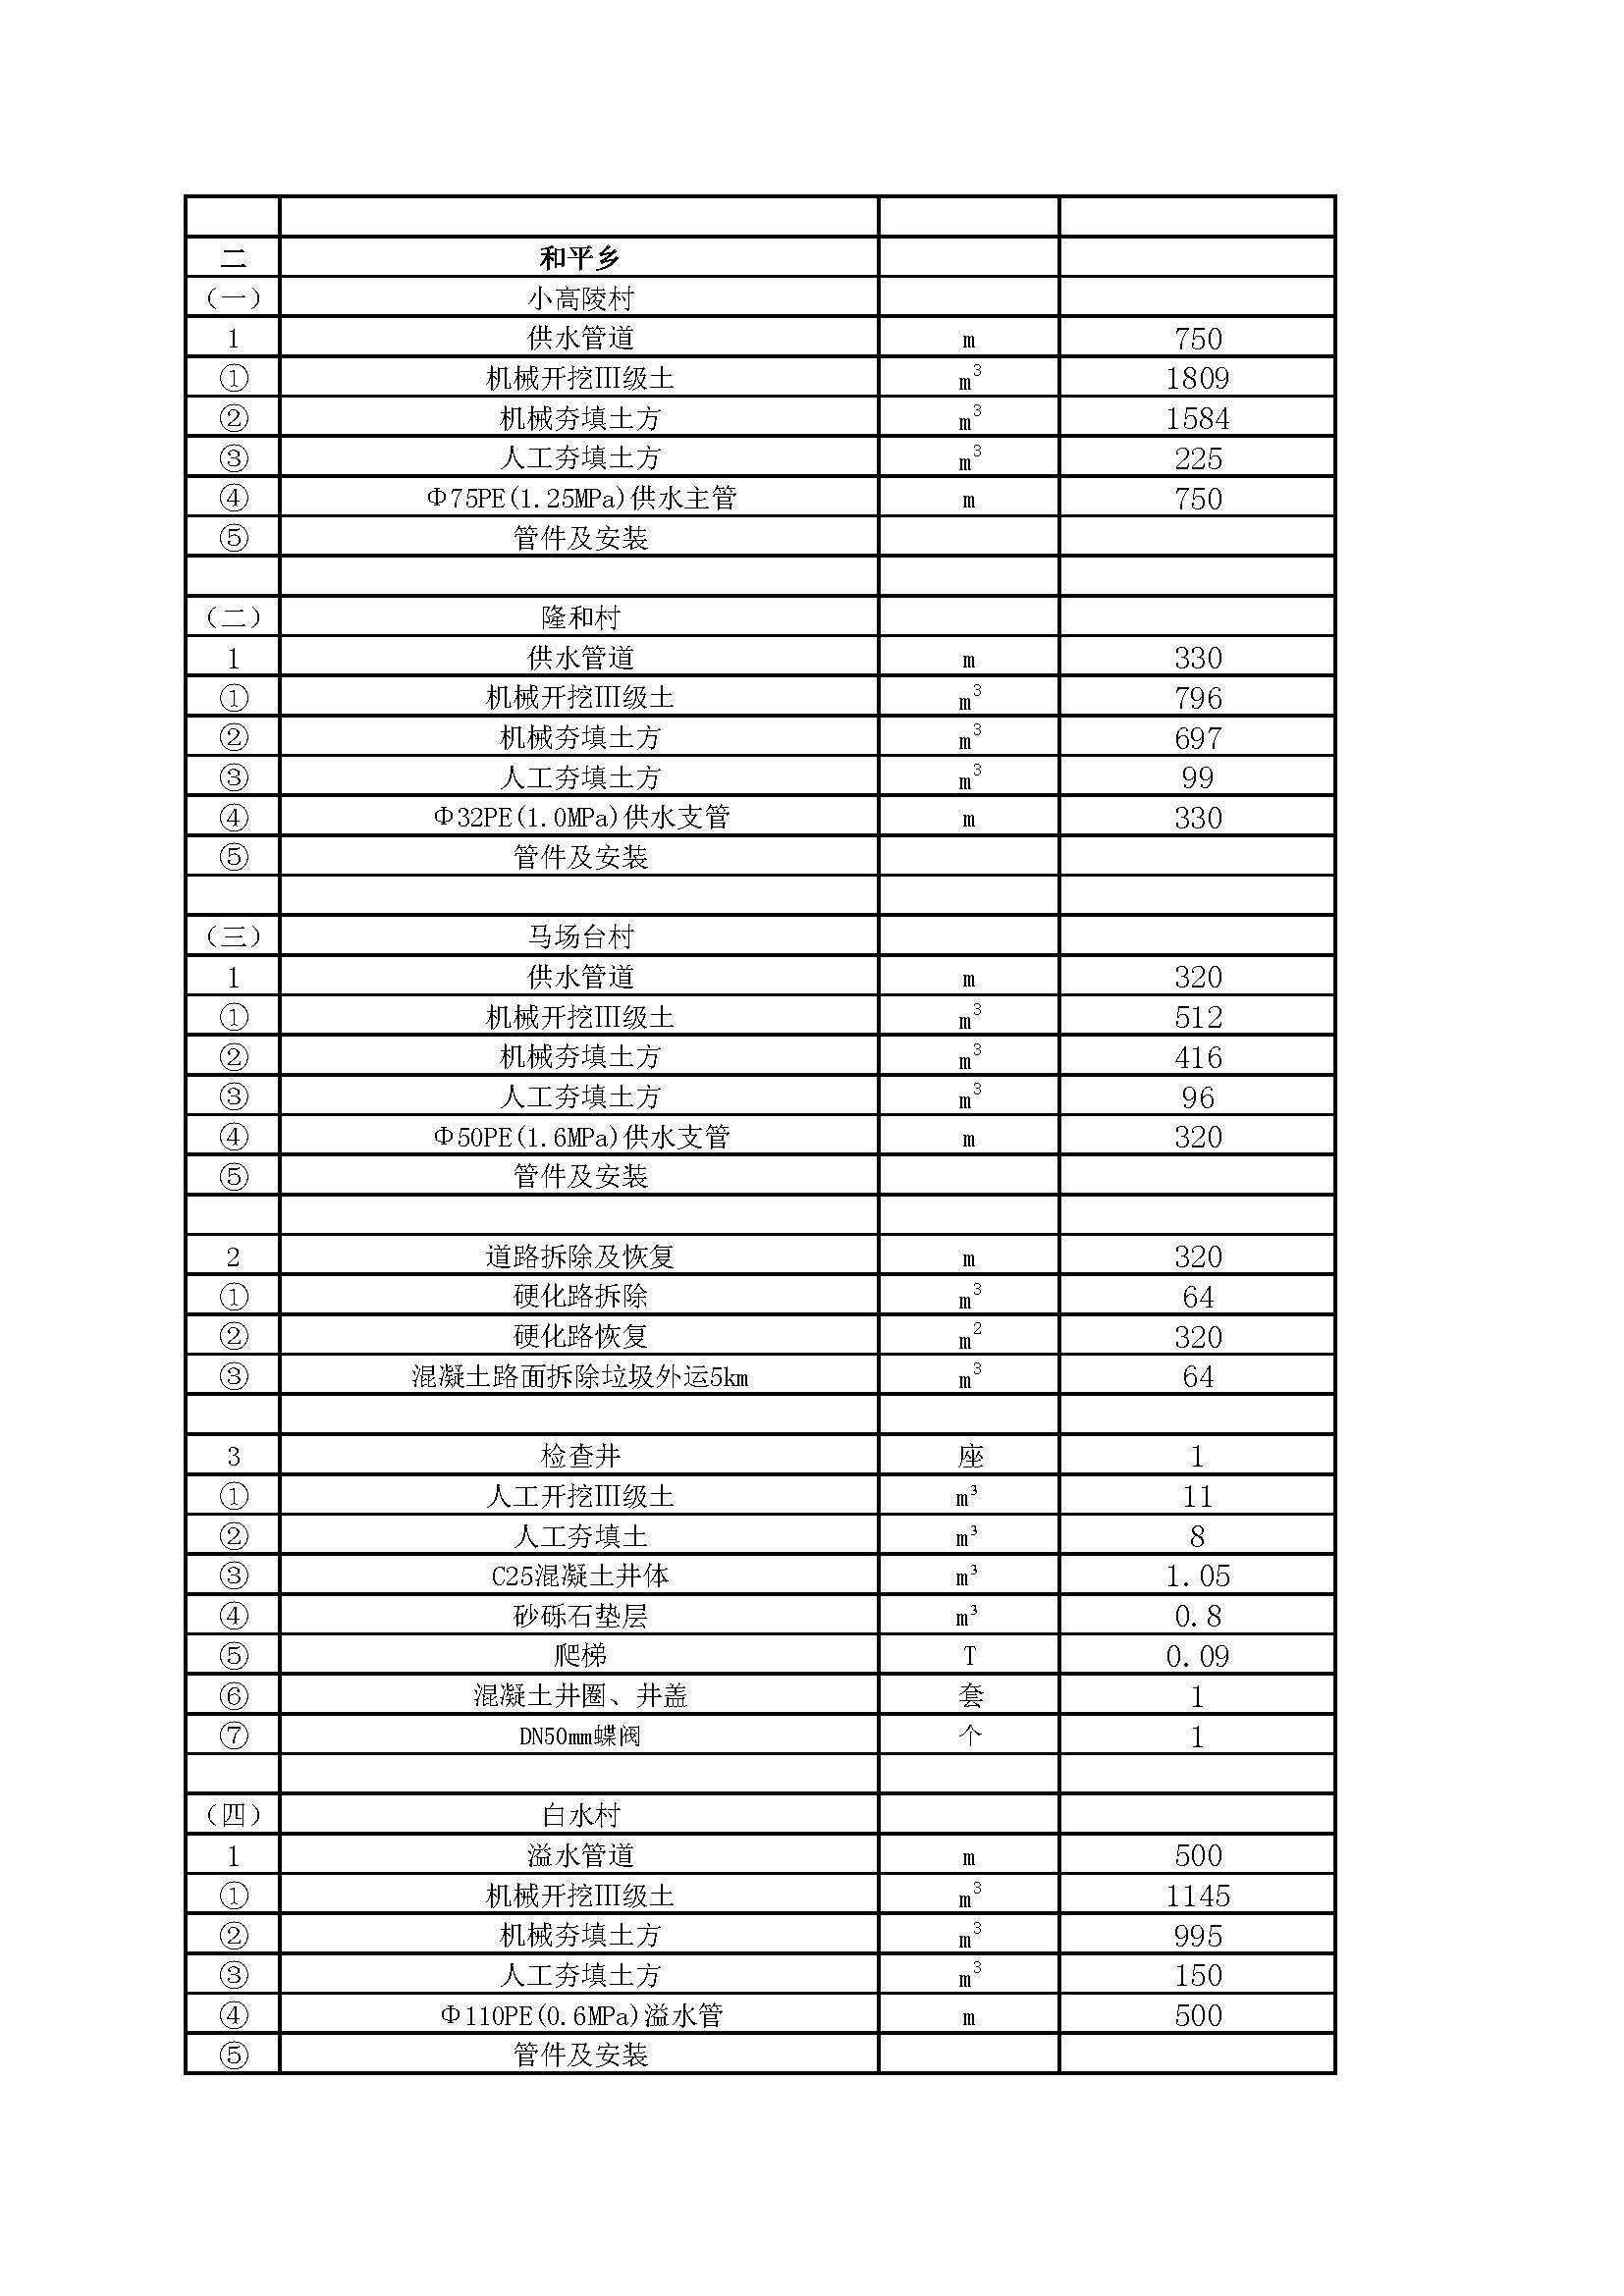 二 和平乡
（一） 小高陵村
1 供水管道 m 750
① 机械开挖Ⅲ级土 m³ 1809
② 机械夯填土方 m³ 1584
③ 人工夯填土方 m³ 225
④ Φ75PE(1.25MPa)供水主管 m 750
⑤ 管件及安装
（二） 隆和村
1 供水管道 m 330
① 机械开挖Ⅲ级土 m³ 796
② 机械夯填土方 m³ 697
③ 人工夯填土方 m³ 99
④ Φ32PE(1.0MPa)供水支管 m 330
⑤ 管件及安装
（三） 马场台村
1 供水管道 m 320
① 机械开挖Ⅲ级土 m³ 512
② 机械夯填土方 m³ 416
③ 人工夯填土方 m³ 96
④ Φ50PE(1.6MPa)供水支管 m 320
⑤ 管件及安装
2 道路拆除及恢复 m 320
① 硬化路拆除 m³ 64
② 硬化路恢复 m² 320
③ 混凝土路面拆除垃圾外运5km m³ 64
3 检查井 座 1
① 人工开挖Ⅲ级土 m³ 11
② 人工夯填土 m³ 8
③ C25混凝土井体 m³ 1.05
④ 砂砾石垫层 m³ 0.8
⑤ 爬梯 T 0.09
⑥ 混凝土井圈、井盖 套 1
⑦ DN50mm蝶阀 个 1
（四） 白水村
1 溢水管道 m 500
① 机械开挖Ⅲ级土 m³ 1145
② 机械夯填土方 m³ 995
③ 人工夯填土方 m³ 150
④ Φ110PE(0.6MPa)溢水管 m 500
⑤ 管件及安装